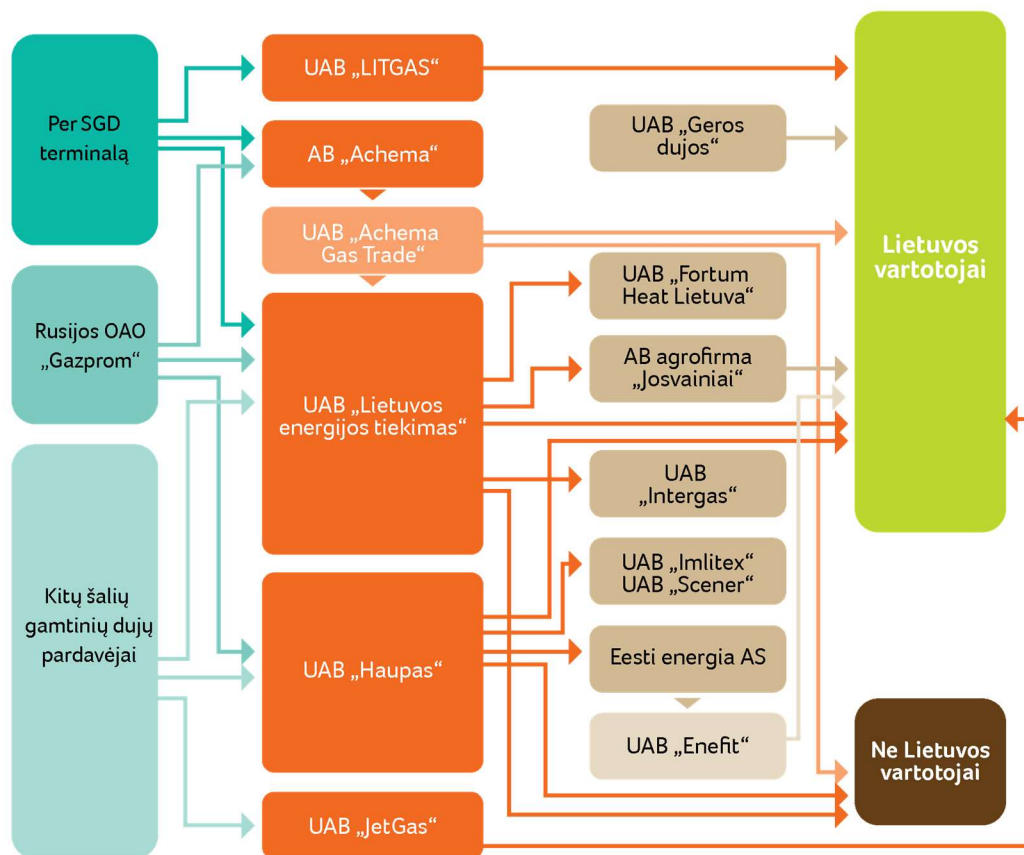 Per SGD
terminalą
Rusijos OAO
„Gazprom“
Kitų šalių
gamtinių dujų
pardavėjai
UAB „LITGAS“
AB „Achema“
UAB „Achema
Gas Trade“
UAB „Lietuvos
energijos tiekimas“
UAB „Haupas“
UAB „JetGas“
UAB „Geros
dujos“
UAB „Fortum
Heat Lietuva“
AB agrofirma
„Josvainiai“
UAB
„Intergas“
UAB „Imlitex“
UAB „Scener“
Eesti energia AS
UAB „Enefit“
Lietuvos
vartotojai
Ne Lietuvos
vartotojai